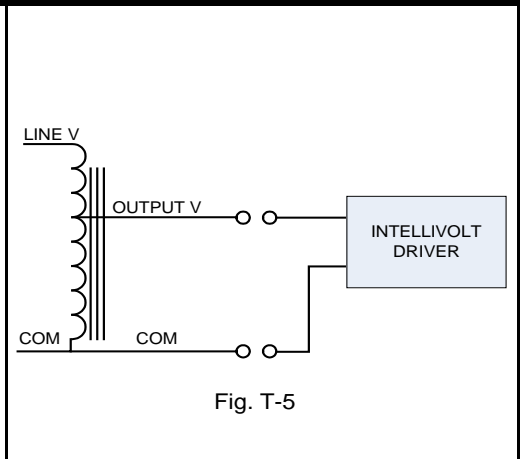 LINE V
OUTPUT V
INTELLIVOLT
DRIVER
COM
COM
Fig. T-5